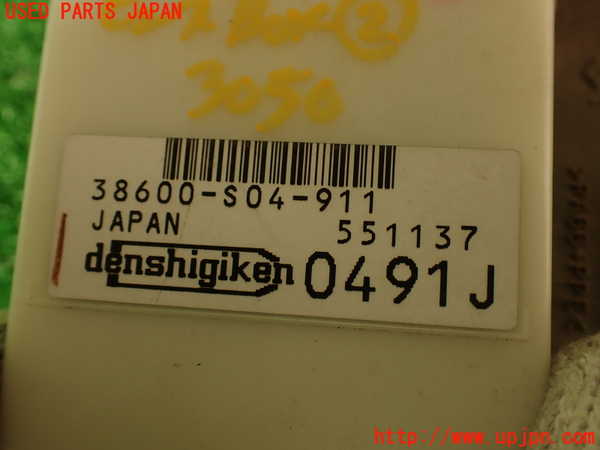 USED PARTS JAPAN
3050
38600-S04-911
JAPAN 551137
denshigiken 0491J
http://www.upjpn.com